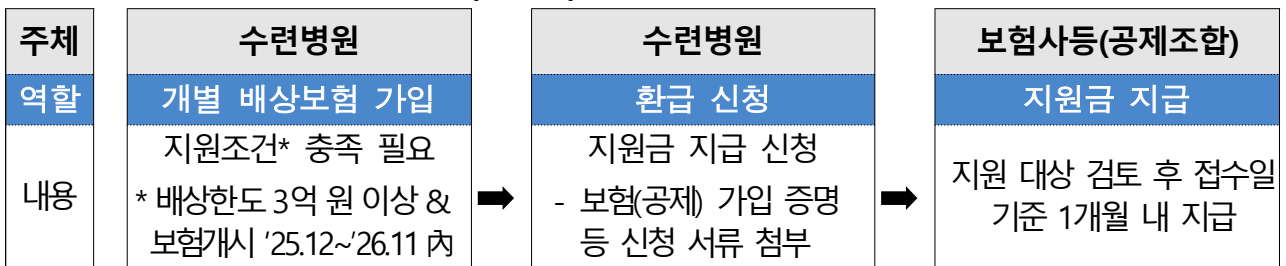 주체
역할
내용
수련병원
개별 배상보험 가입
지원조건* 충족 필요
* 배상한도 3억 원 이상 &
보험개시 '25.12~'26.11 內
수련병원
환급 신청
지원금 지급 신청
- 보험(공제) 가입 증명
등 신청 서류 첨부
보험사등(공제조합)
지원금 지급
지원 대상 검토 후 접수일
기준 1개월 내 지급